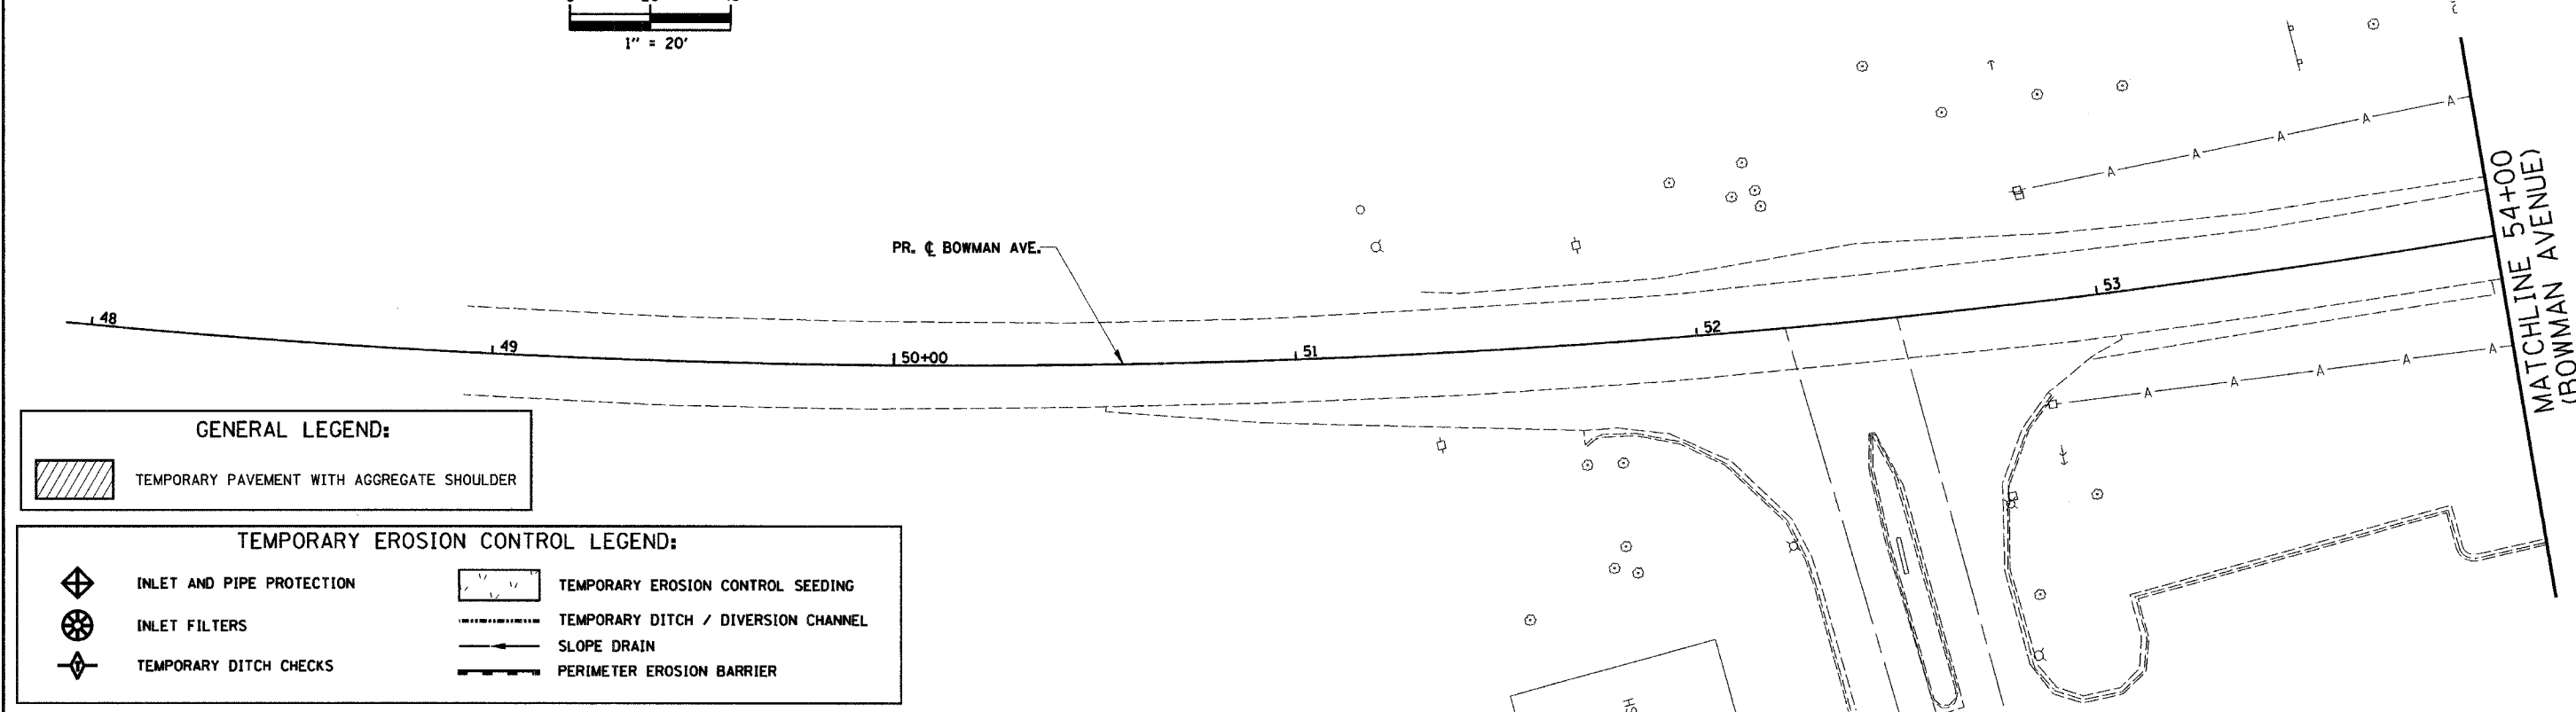 1" = 20'
PR. ℄ BOWMAN AVE.
48
49
50+00
51
52
53
A A A A A
A A A A A
MATCHLINE 54+00
(BOWMAN AVENUE)
GENERAL LEGEND:
TEMPORARY PAVEMENT WITH AGGREGATE SHOULDER
TEMPORARY EROSION CONTROL LEGEND:
INLET AND PIPE PROTECTION
INLET FILTERS
TEMPORARY DITCH CHECKS
TEMPORARY EROSION CONTROL SEEDING
TEMPORARY DITCH / DIVERSION CHANNEL
SLOPE DRAIN
PERIMETER EROSION BARRIER